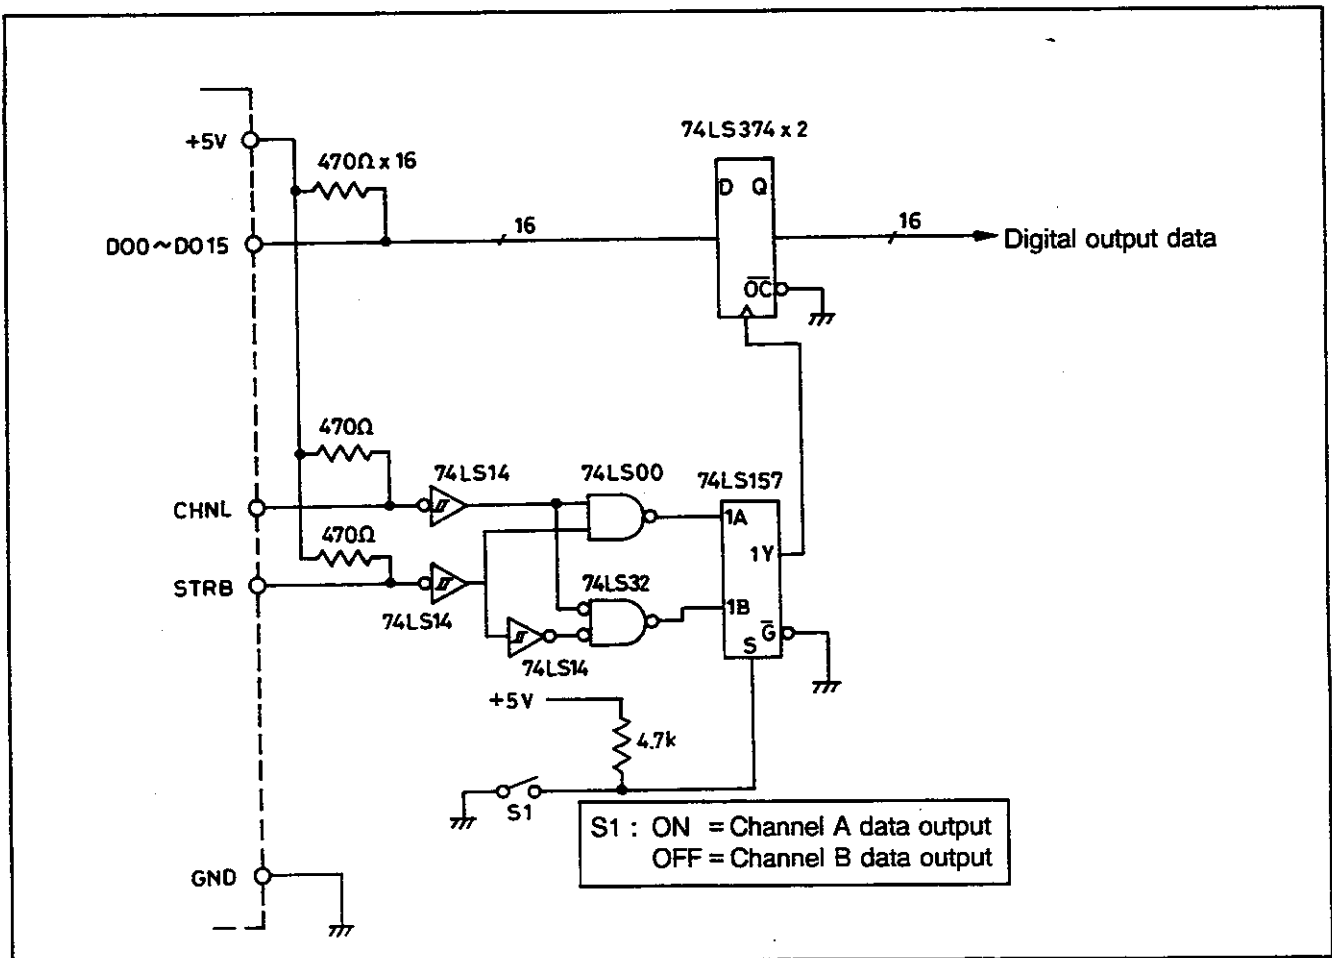 74LS374 x 2
+5V
470Ω x 16
D Q
DO0~DO15
16
16
Digital output data
OC
470Ω
74LS14
74LS00
74LS157
CHNL
1A
470Ω
1Y
STRB
74LS32
1B
74LS14
G
S
74LS14
+5V
4.7k
S1
S1 : ON = Channel A data output
OFF = Channel B data output
GND